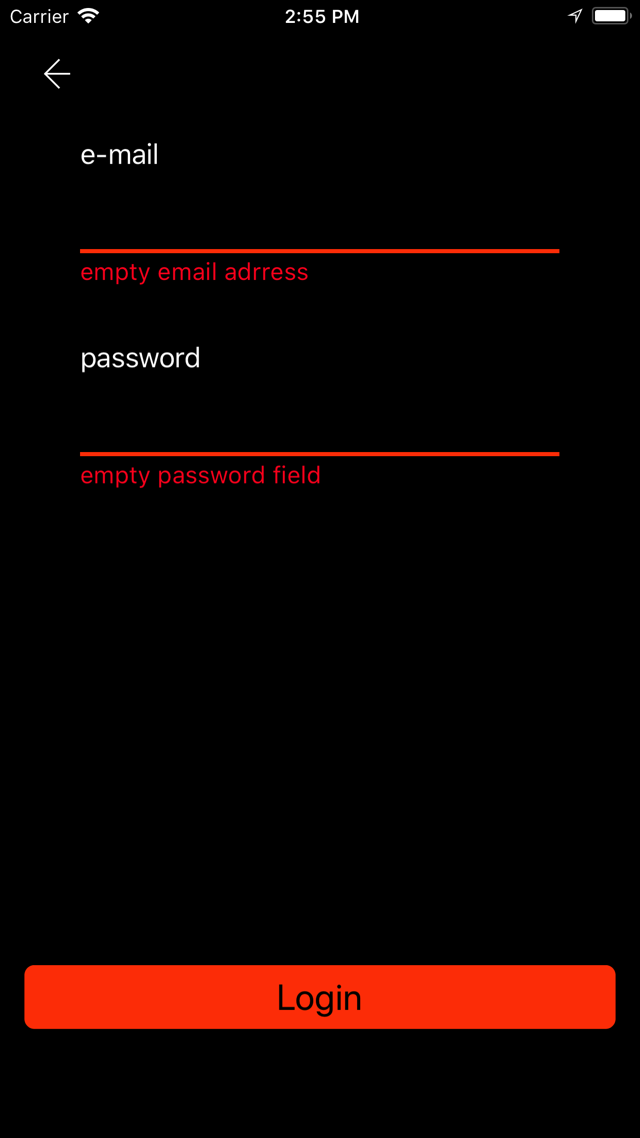 Carrier 2:55 PM
e-mail
empty email adrress
password
empty password field
Login